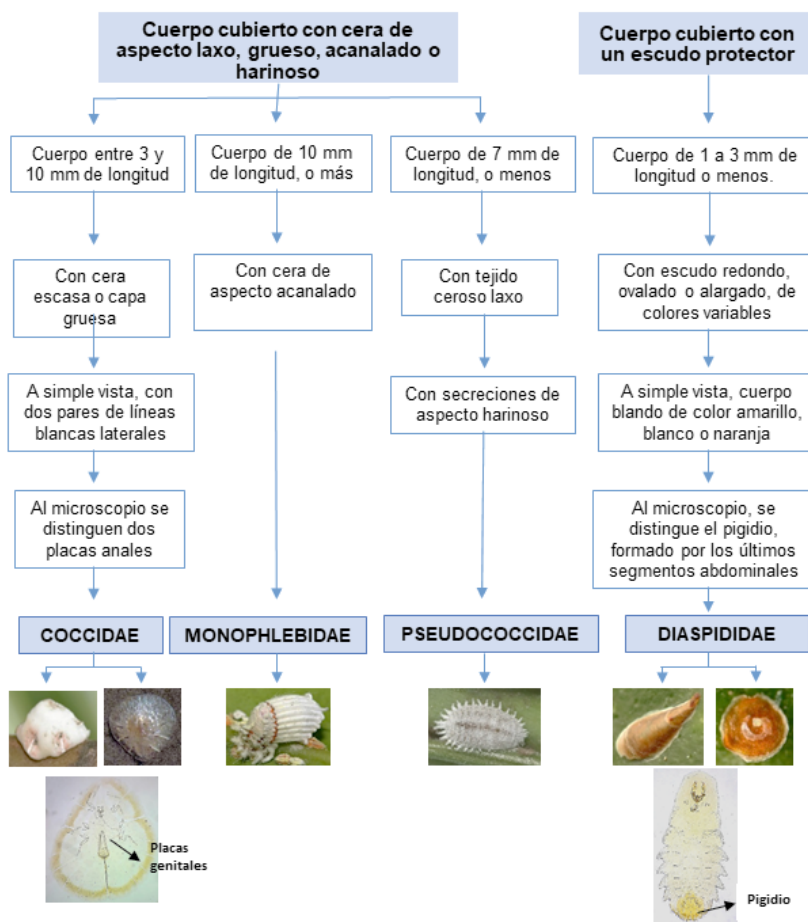 Cuerpo cubierto con cera de
aspecto laxo, grueso, acanalado o
harinoso
Cuerpo cubierto con
un escudo protector
Cuerpo entre 3 y
10 mm de longitud
Cuerpo de 10 mm
de longitud, o más
Cuerpo de 7 mm de
longitud, o menos
Cuerpo de 1 a 3 mm de
longitud o menos.
Con cera
escasa o capa
gruesa
Con cera de
aspecto acanalado
Con tejido
ceroso laxo
Con escudo redondo,
ovalado o alargado, de
colores variables
A simple vista, con
dos pares de líneas
blancas laterales
Con secreciones de
aspecto harinoso
A simple vista, cuerpo
blando de color amarillo,
blanco o naranja
Al microscopio se
distinguen dos
placas anales
Al microscopio, se
distingue el pigidio,
formado por los últimos
segmentos abdominales
COCCIDAE
MONOPHLEBIDAE
PSEUDOCOCCIDAE
DIASPIDIDAE
Placas
genitales
Pigidio